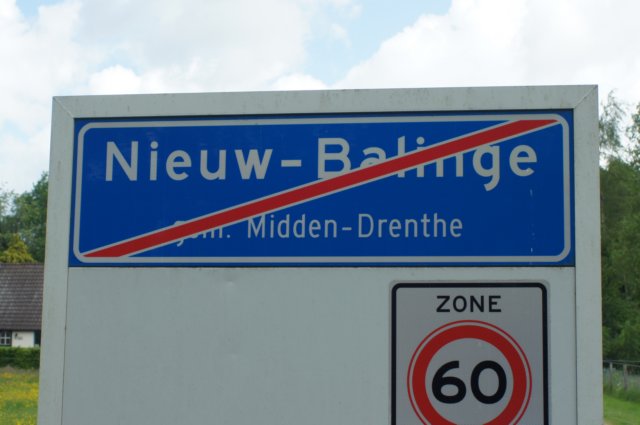 Nieuw-Balinge
gem. Midden-Drenthe
ZONE
60